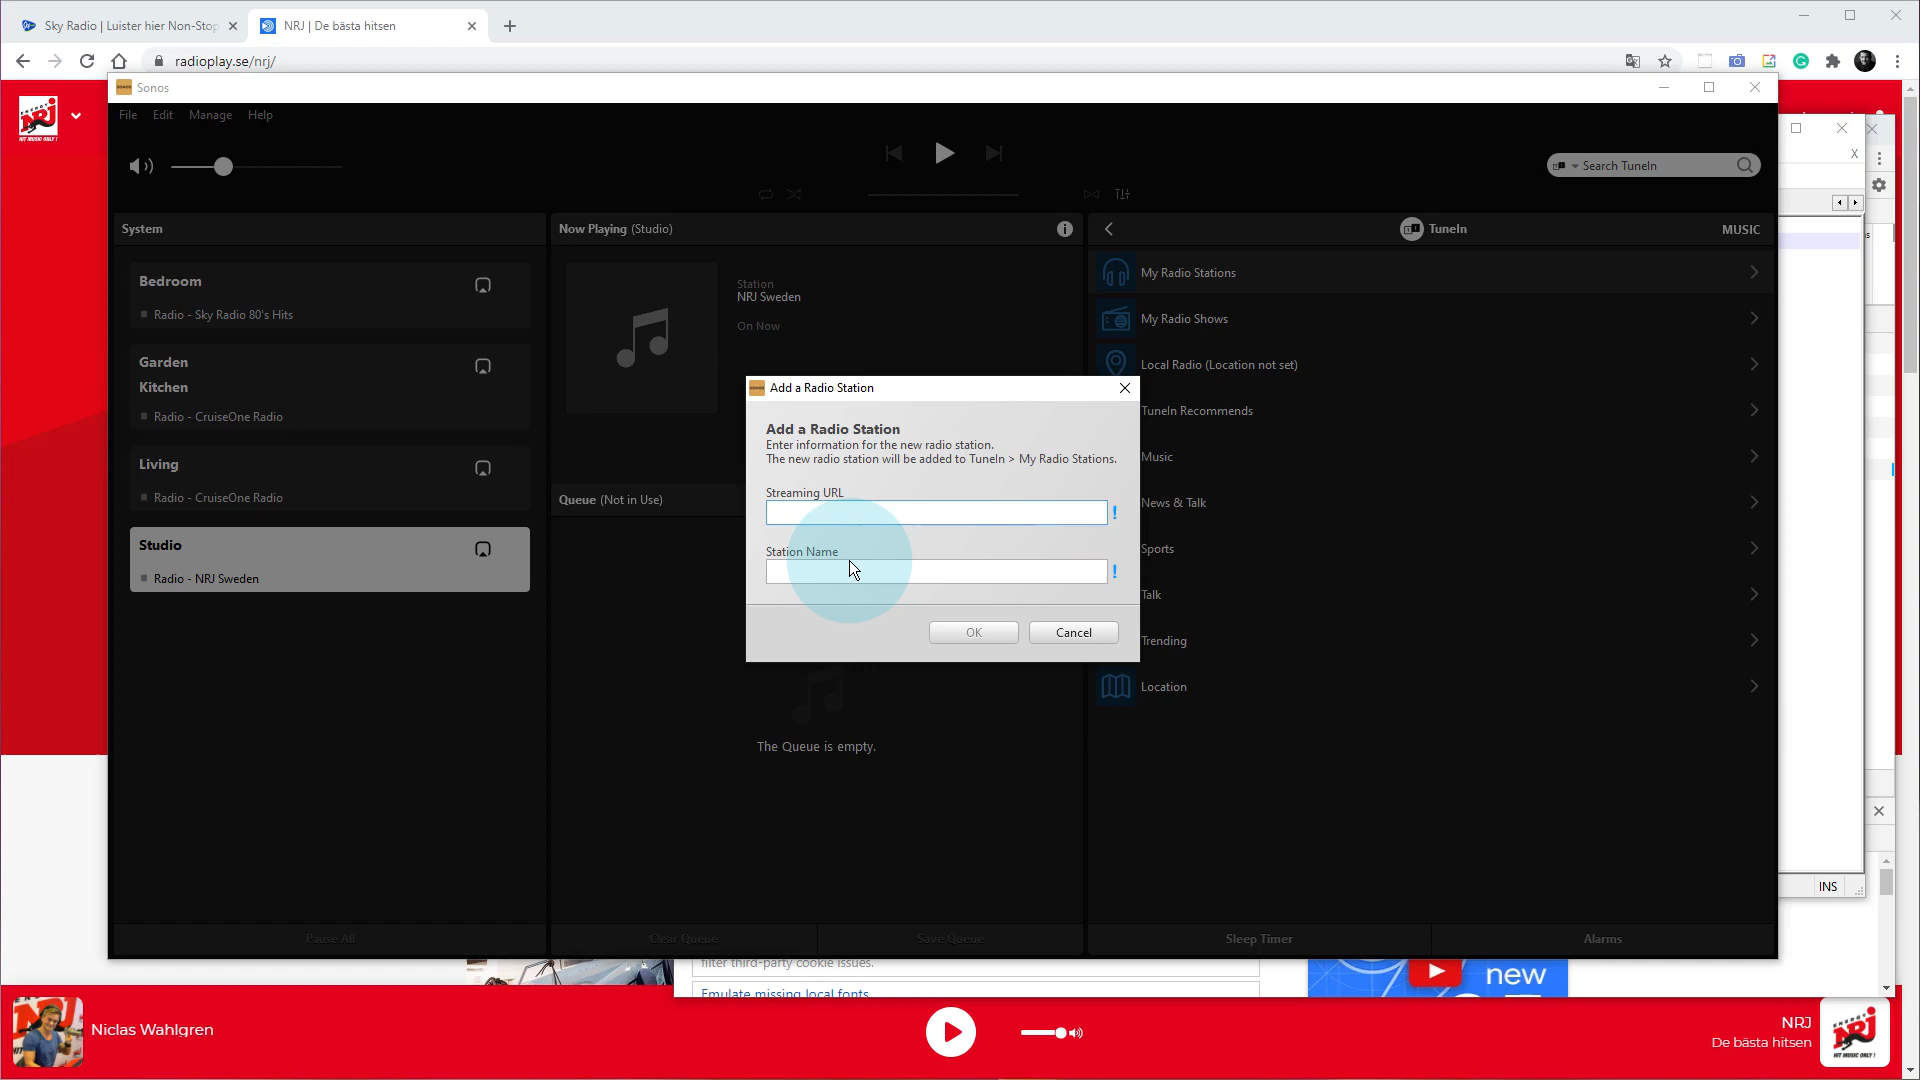 Sky Radio | Luister hier Non-Stop
NRJ | De bästa hitsen
radioplay.se/nrj/
Sonos
File Edit Manage Help
Search TuneIn
System
Bedroom
Radio - Sky Radio 80's Hits
Garden
Kitchen
Radio - CruiseOne Radio
Living
Radio - CruiseOne Radio
Studio
Radio - NRJ Sweden
Pause All
Now Playing (Studio)
Station
NRJ Sweden
On Now
Queue (Not in Use)
The Queue is empty.
Clear Queue
Save Queue
Add a Radio Station
Add a Radio Station
Enter information for the new radio station.
The new radio station will be added to TuneIn > My Radio Stations.
Streaming URL
!
Station Name
!
OK
Cancel
TuneIn
MUSIC
My Radio Stations
My Radio Shows
Local Radio (Location not set)
TuneIn Recommends
Music
News & Talk
Sports
Talk
Trending
Location
Sleep Timer
Alarms
X
INS
filter third-party cookie issues.
Emulate missing local fonts
new
Niclas Wahlgren
NRJ
De bästa hitsen
NRJ
HIT MUSIC ONLY!